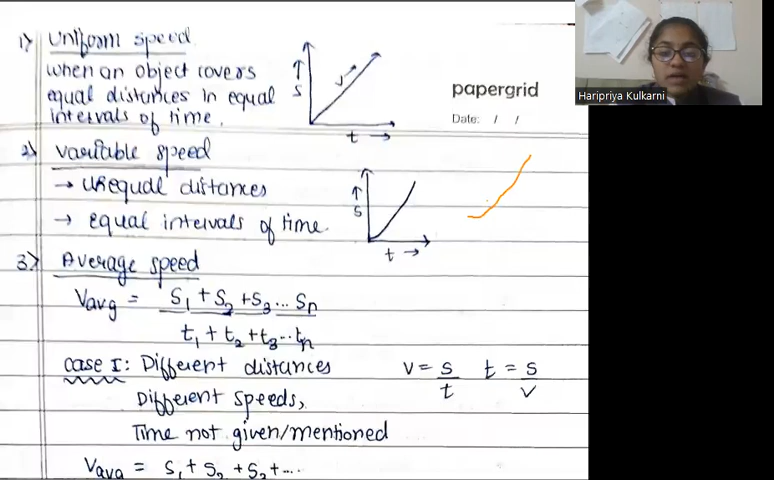 1) Uniform speed
when an object covers
equal distances in equal
intervals of time.
s
t →
papergrid
Date: / /
Haripriya Kulkarni
2) Variable speed
→ unequal distances
→ equal intervals of time
s
t →
3) Average speed
Vavg = S1 + S2 + S3 ... Sn
t1 + t2 + t3 ... tn
Case I: Different distances
v = s/t t = s/v
Different speeds,
Time not given/mentioned
Vavg = S1 + S2 + S3 + ....